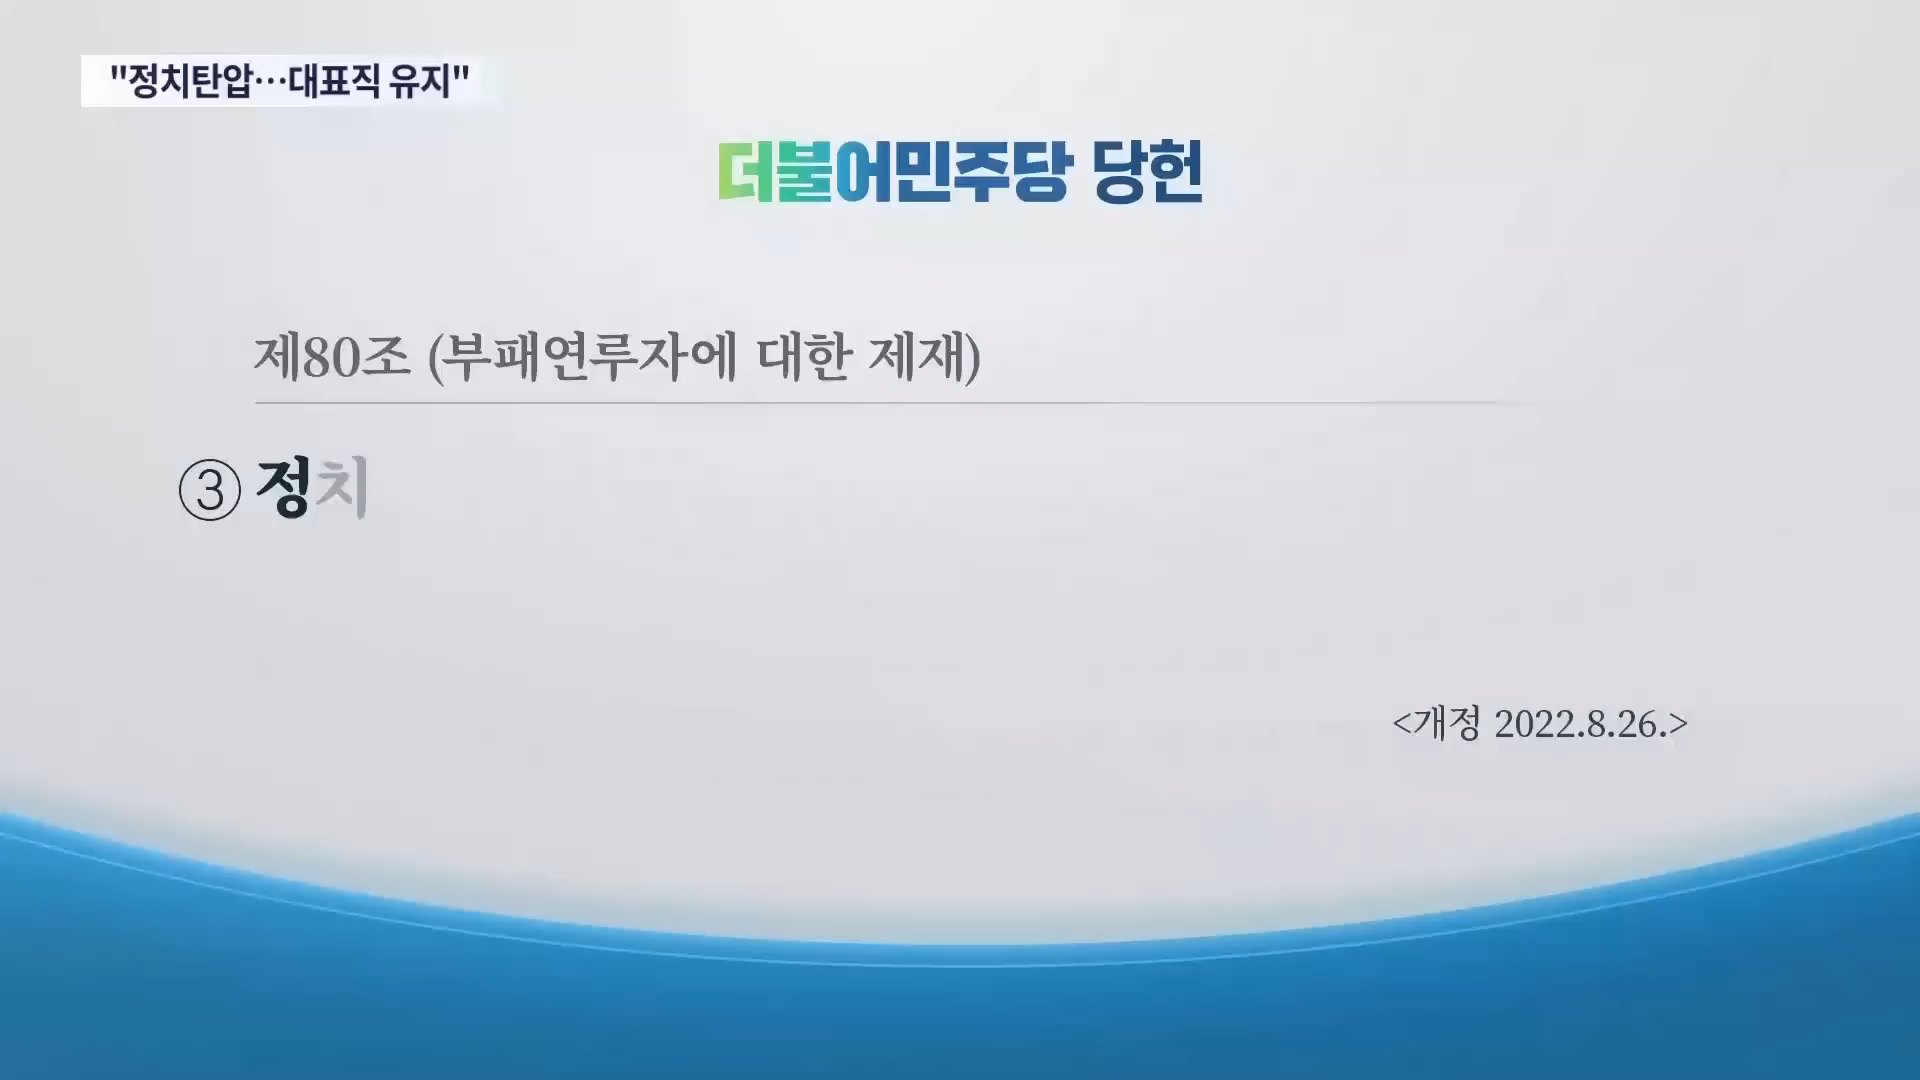 "정치탄압…대표직 유지"
더불어민주당 당헌
제80조 (부패연루자에 대한 제재)
③ 정치
<개정 2022.8.26.>